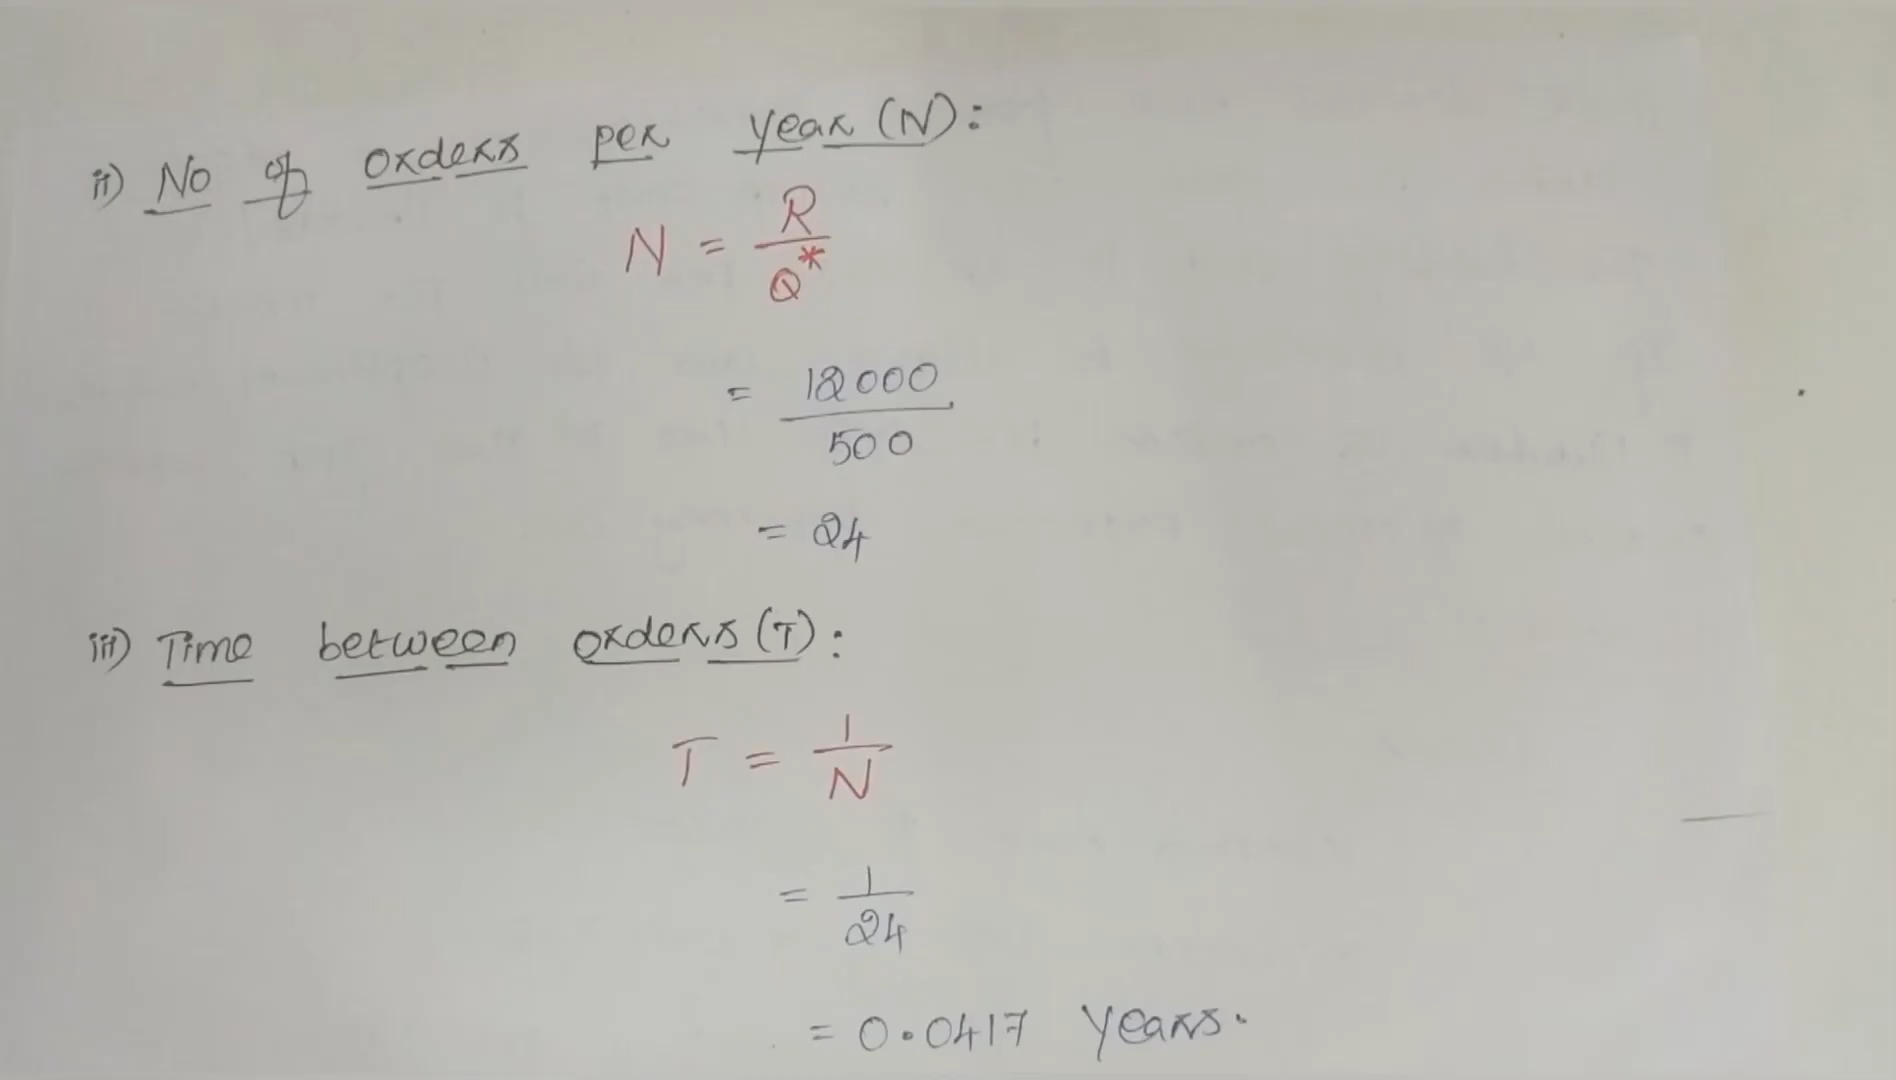 ii) No of orders per year (N):
N = R / Q*
= 12000 / 500
= 24
iii) Time between orders (T):
T = 1 / N
= 1 / 24
= 0.0417 years.